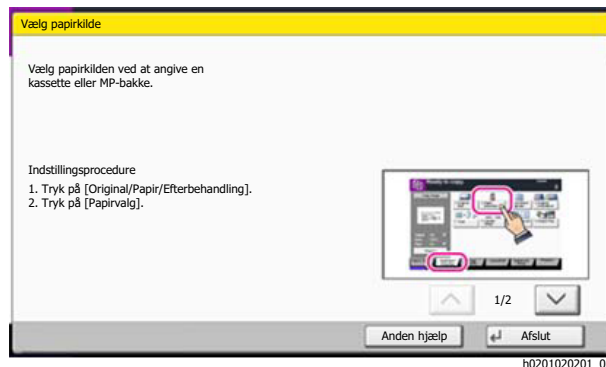 Vælg papirkilde
Vælg papirkilden ved at angive en
kassette eller MP-bakke.
Indstillingsprocedure
1. Tryk på [Original/Papir/Efterbehandling].
2. Tryk på [Papirvalg].
1/2
Anden hjælp
Afslut
h0201020201_0